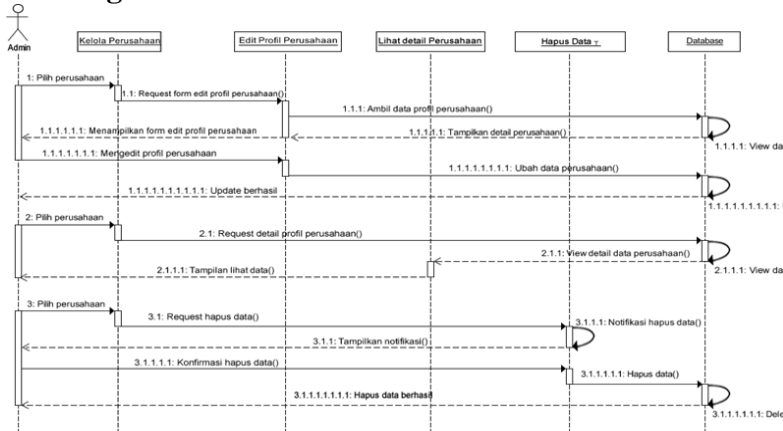 Admin
Kelola Perusahaan
Edit Profil Perusahaan
Lihat detail Perusahaan
Hapus Data
Database
1: Pilih perusahaan
1.1: Request form edit profil perusahaan()
1.1.1: Ambil data profil perusahaan()
1.1.1.1: View da
1.1.1.1.1: Tampilkan detail perusahaan()
1.1.1.1.1.1: Menampilkan form edit profil perusahaan
1.1.1.1.1.1.1: Mengedit profil perusahaan
1.1.1.1.1.1.1.1: Ubah data perusahaan()
1.1.1.1.1.1.1.1.1:
1.1.1.1.1.1.1.1.1.1: Update berhasil
2: Pilih perusahaan
2.1: Request detail profil perusahaan()
2.1.1: View detail data perusahaan()
2.1.1.1: View da
2.1.1.1: Tampilan lihat data()
3: Pilih perusahaan
3.1: Request hapus data()
3.1.1.1: Notifikasi hapus data()
3.1.1: Tampilkan notifikasi()
3.1.1.1.1: Konfirmasi hapus data()
3.1.1.1.1.1: Hapus data()
3.1.1.1.1.1.1.1: Hapus data berhasil
3.1.1.1.1.1.1: Dele